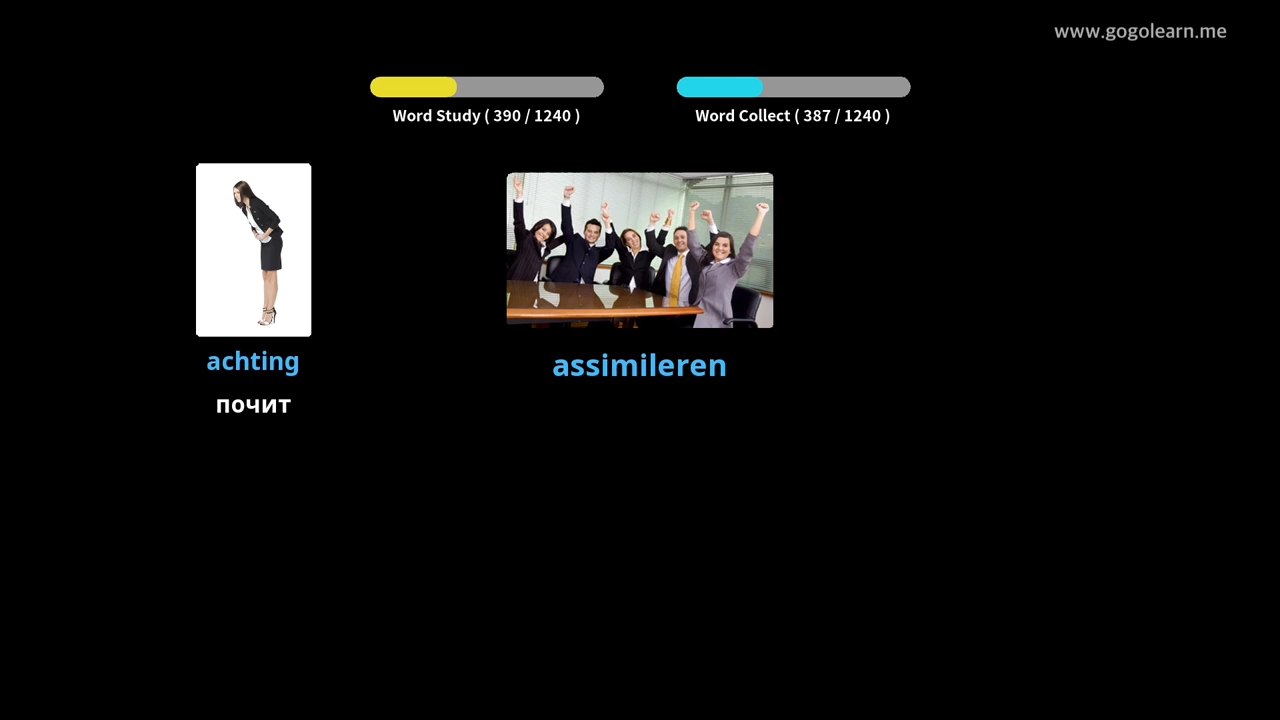 www.gogolearn.me
Word Study ( 390 / 1240 )
Word Collect ( 387 / 1240 )
achting
почит
assimileren